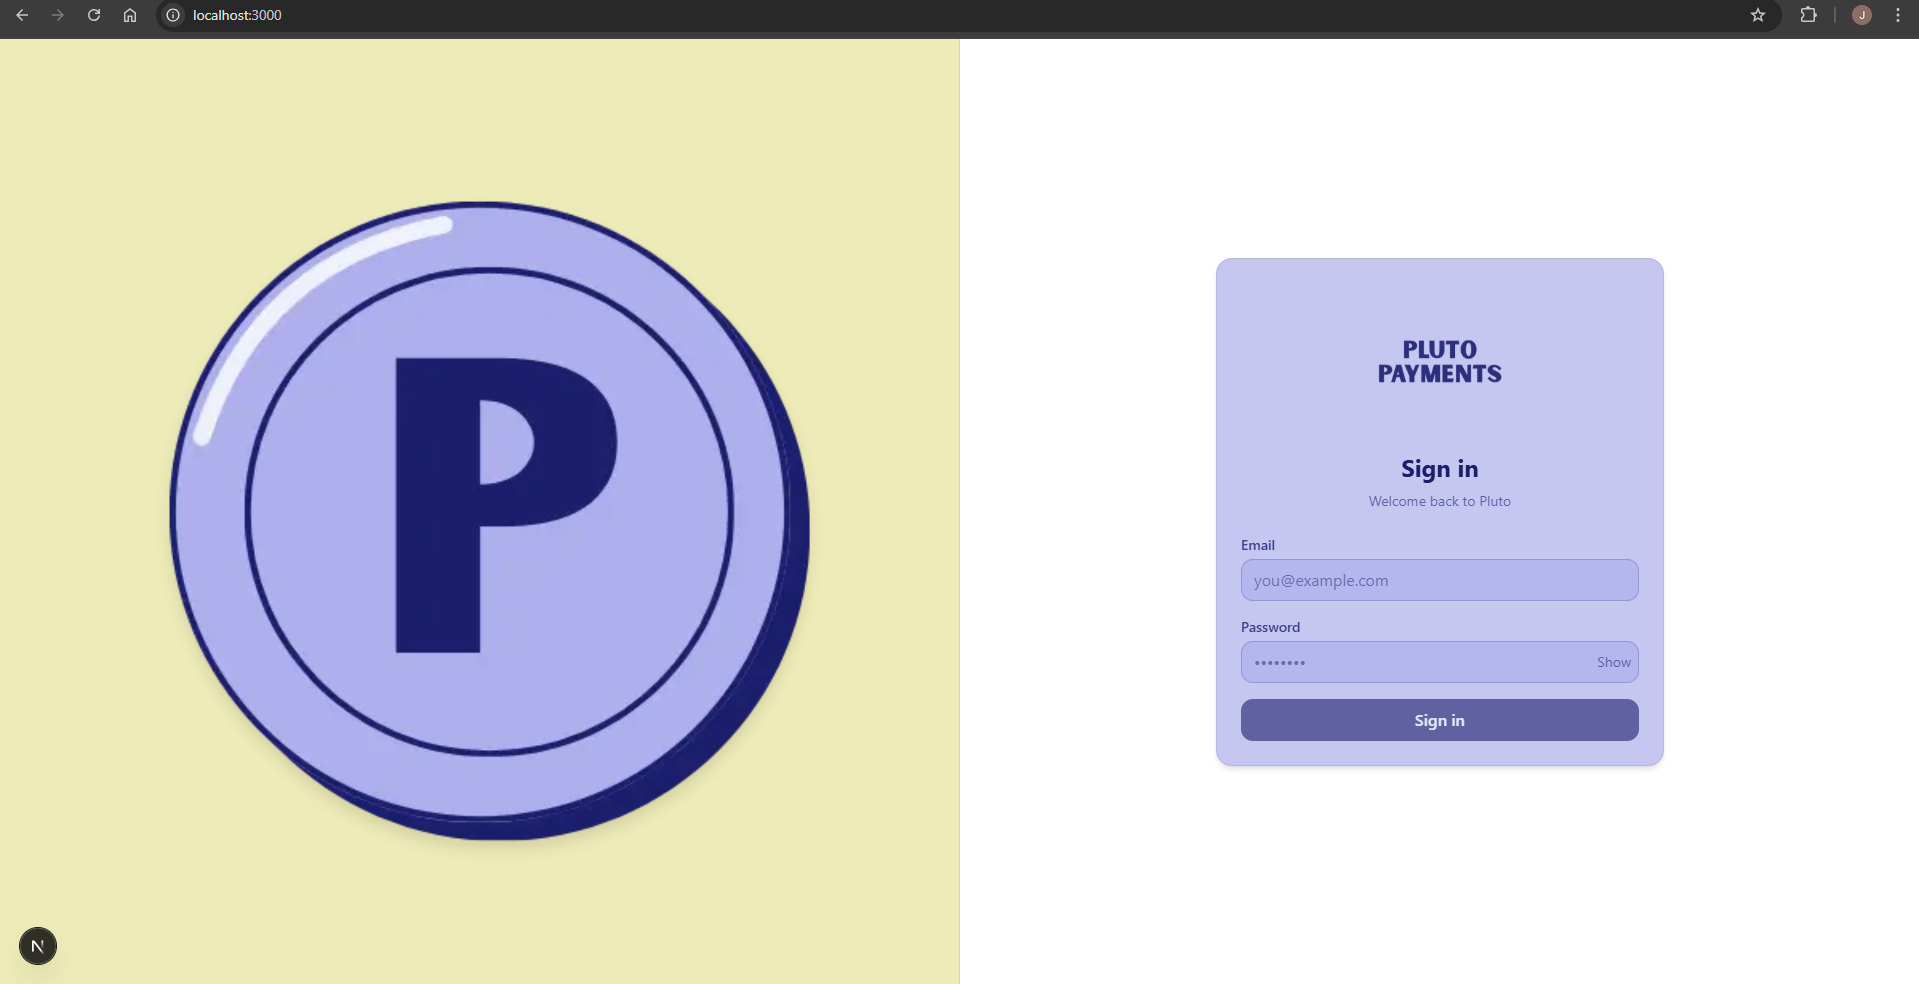 localhost:3000
J
P
PLUTO
PAYMENTS
Sign in
Welcome back to Pluto
Email
you@example.com
Password
••••••••
Show
Sign in
N